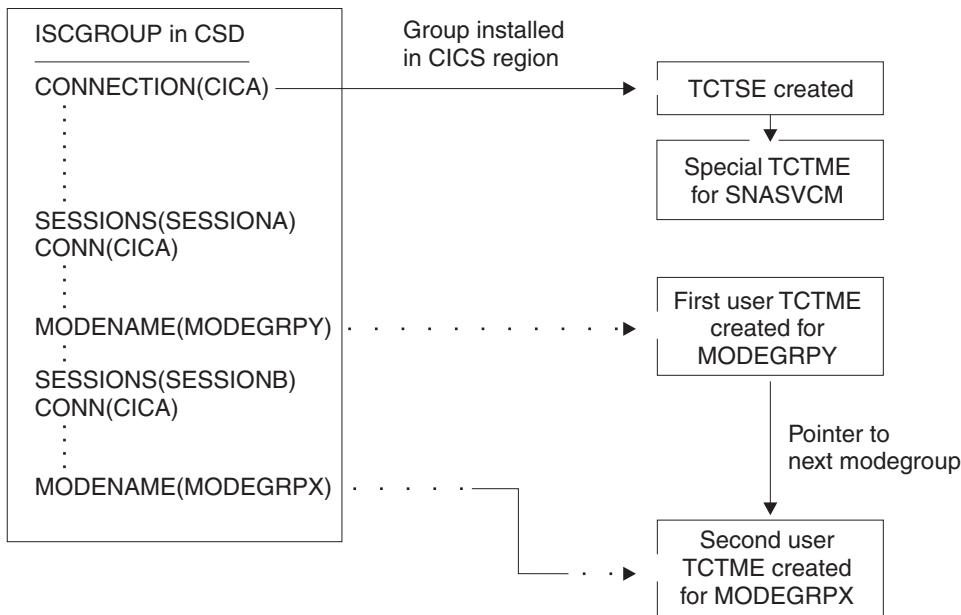 ISCGROUP in CSD
CONNECTION(CICA)
SESSIONS(SESSIONA)
CONN(CICA)
MODENAME(MODEGRPY)
SESSIONS(SESSIONB)
CONN(CICA)
MODENAME(MODEGRPX)
Group installed
in CICS region
TCTSE created
Special TCTME
for SNASVCM
First user TCTME
created for
MODEGRPY
Pointer to
next modegroup
Second user
TCTME created
for MODEGRPX